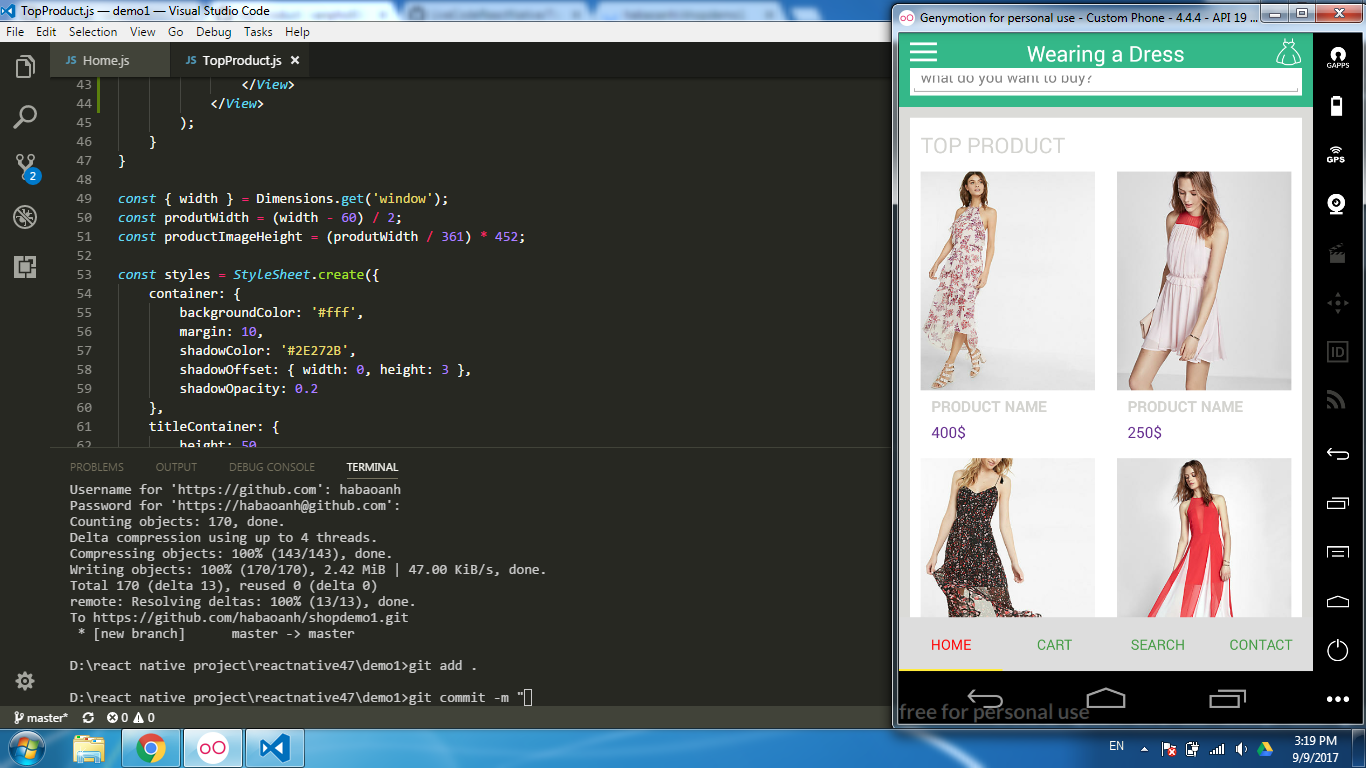 TopProduct.js — demo1 — Visual Studio Code
File Edit Selection View Go Debug Tasks Help
JS Home.js
JS TopProduct.js ×
43 </View>
44 </View>
45 );
46 }
47 }
48
49 const { width } = Dimensions.get('window');
50 const produtWidth = (width - 60) / 2;
51 const productImageHeight = (produtWidth / 361) * 452;
52
53 const styles = StyleSheet.create({
54 container: {
55 backgroundColor: '#fff',
56 margin: 10,
57 shadowColor: '#2E272B',
58 shadowOffset: { width: 0, height: 3 },
59 shadowOpacity: 0.2
60 },
61 titleContainer: {
62 height: 50
2
PROBLEMS OUTPUT DEBUG CONSOLE TERMINAL
Username for 'https://github.com': habaoanh
Password for 'https://habaoanh@github.com':
Counting objects: 170, done.
Delta compression using up to 4 threads.
Compressing objects: 100% (143/143), done.
Writing objects: 100% (170/170), 2.42 MiB | 47.00 KiB/s, done.
Total 170 (delta 13), reused 0 (delta 0)
remote: Resolving deltas: 100% (13/13), done.
To https://github.com/habaoanh/shopdemo1.git
* [new branch] master -> master
D:\react native project\reactnative47\demo1>git add .
D:\react native project\reactnative47\demo1>git commit -m "
master* 0 0
Genymotion for personal use - Custom Phone - 4.4.4 - API 19 ...
Wearing a Dress
what do you want to buy?
TOP PRODUCT
PRODUCT NAME
400$
PRODUCT NAME
250$
HOME CART SEARCH CONTACT
free for personal use
GAPPS
GPS
ID
EN
3:19 PM
9/9/2017